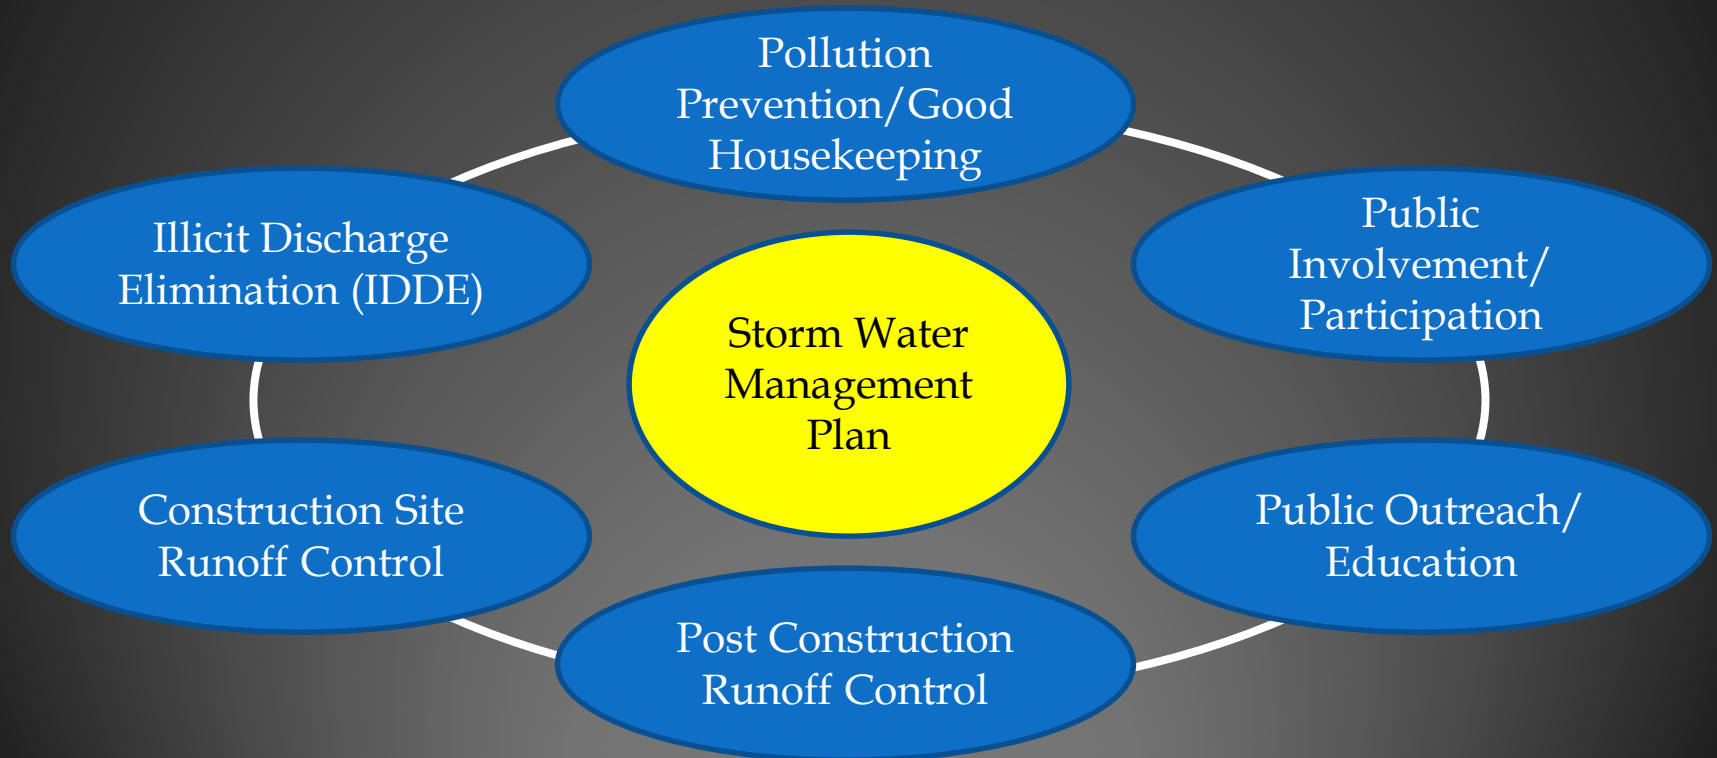 Pollution
Prevention/Good
Housekeeping
Illicit Discharge
Elimination (IDDE)
Public
Involvement/
Participation
Storm Water
Management
Plan
Construction Site
Runoff Control
Public Outreach/
Education
Post Construction
Runoff Control